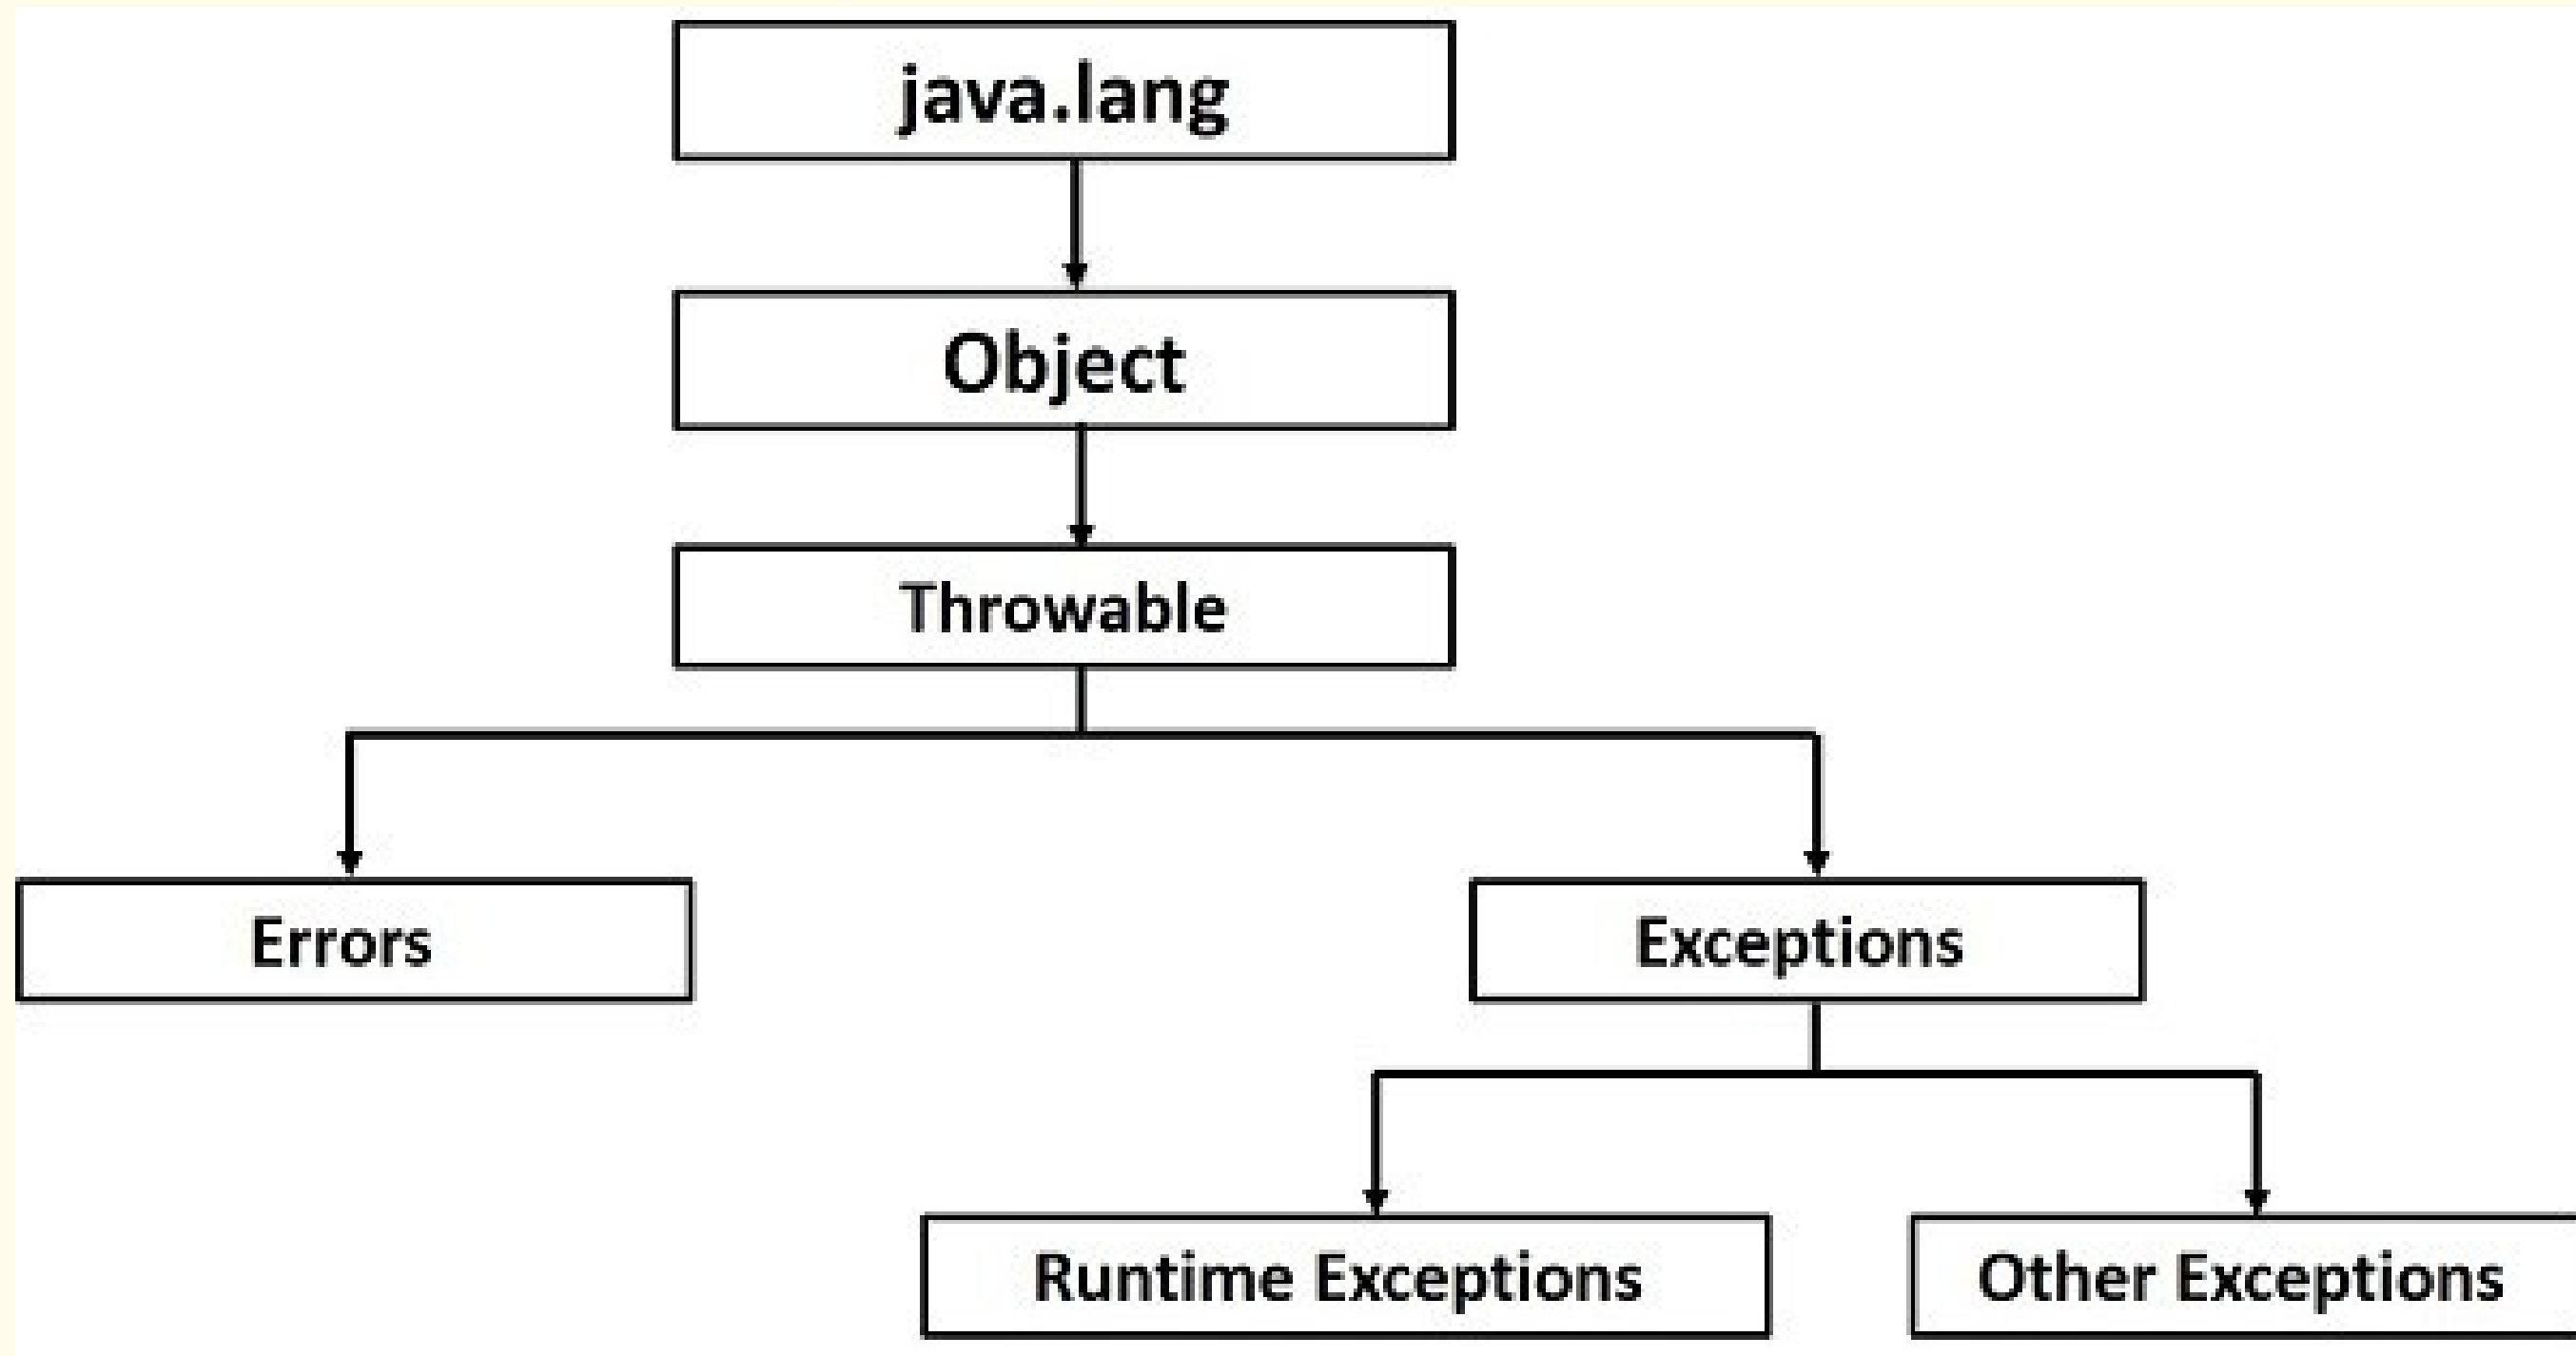 java.lang
Object
Throwable
Errors
Exceptions
Runtime Exceptions
Other Exceptions